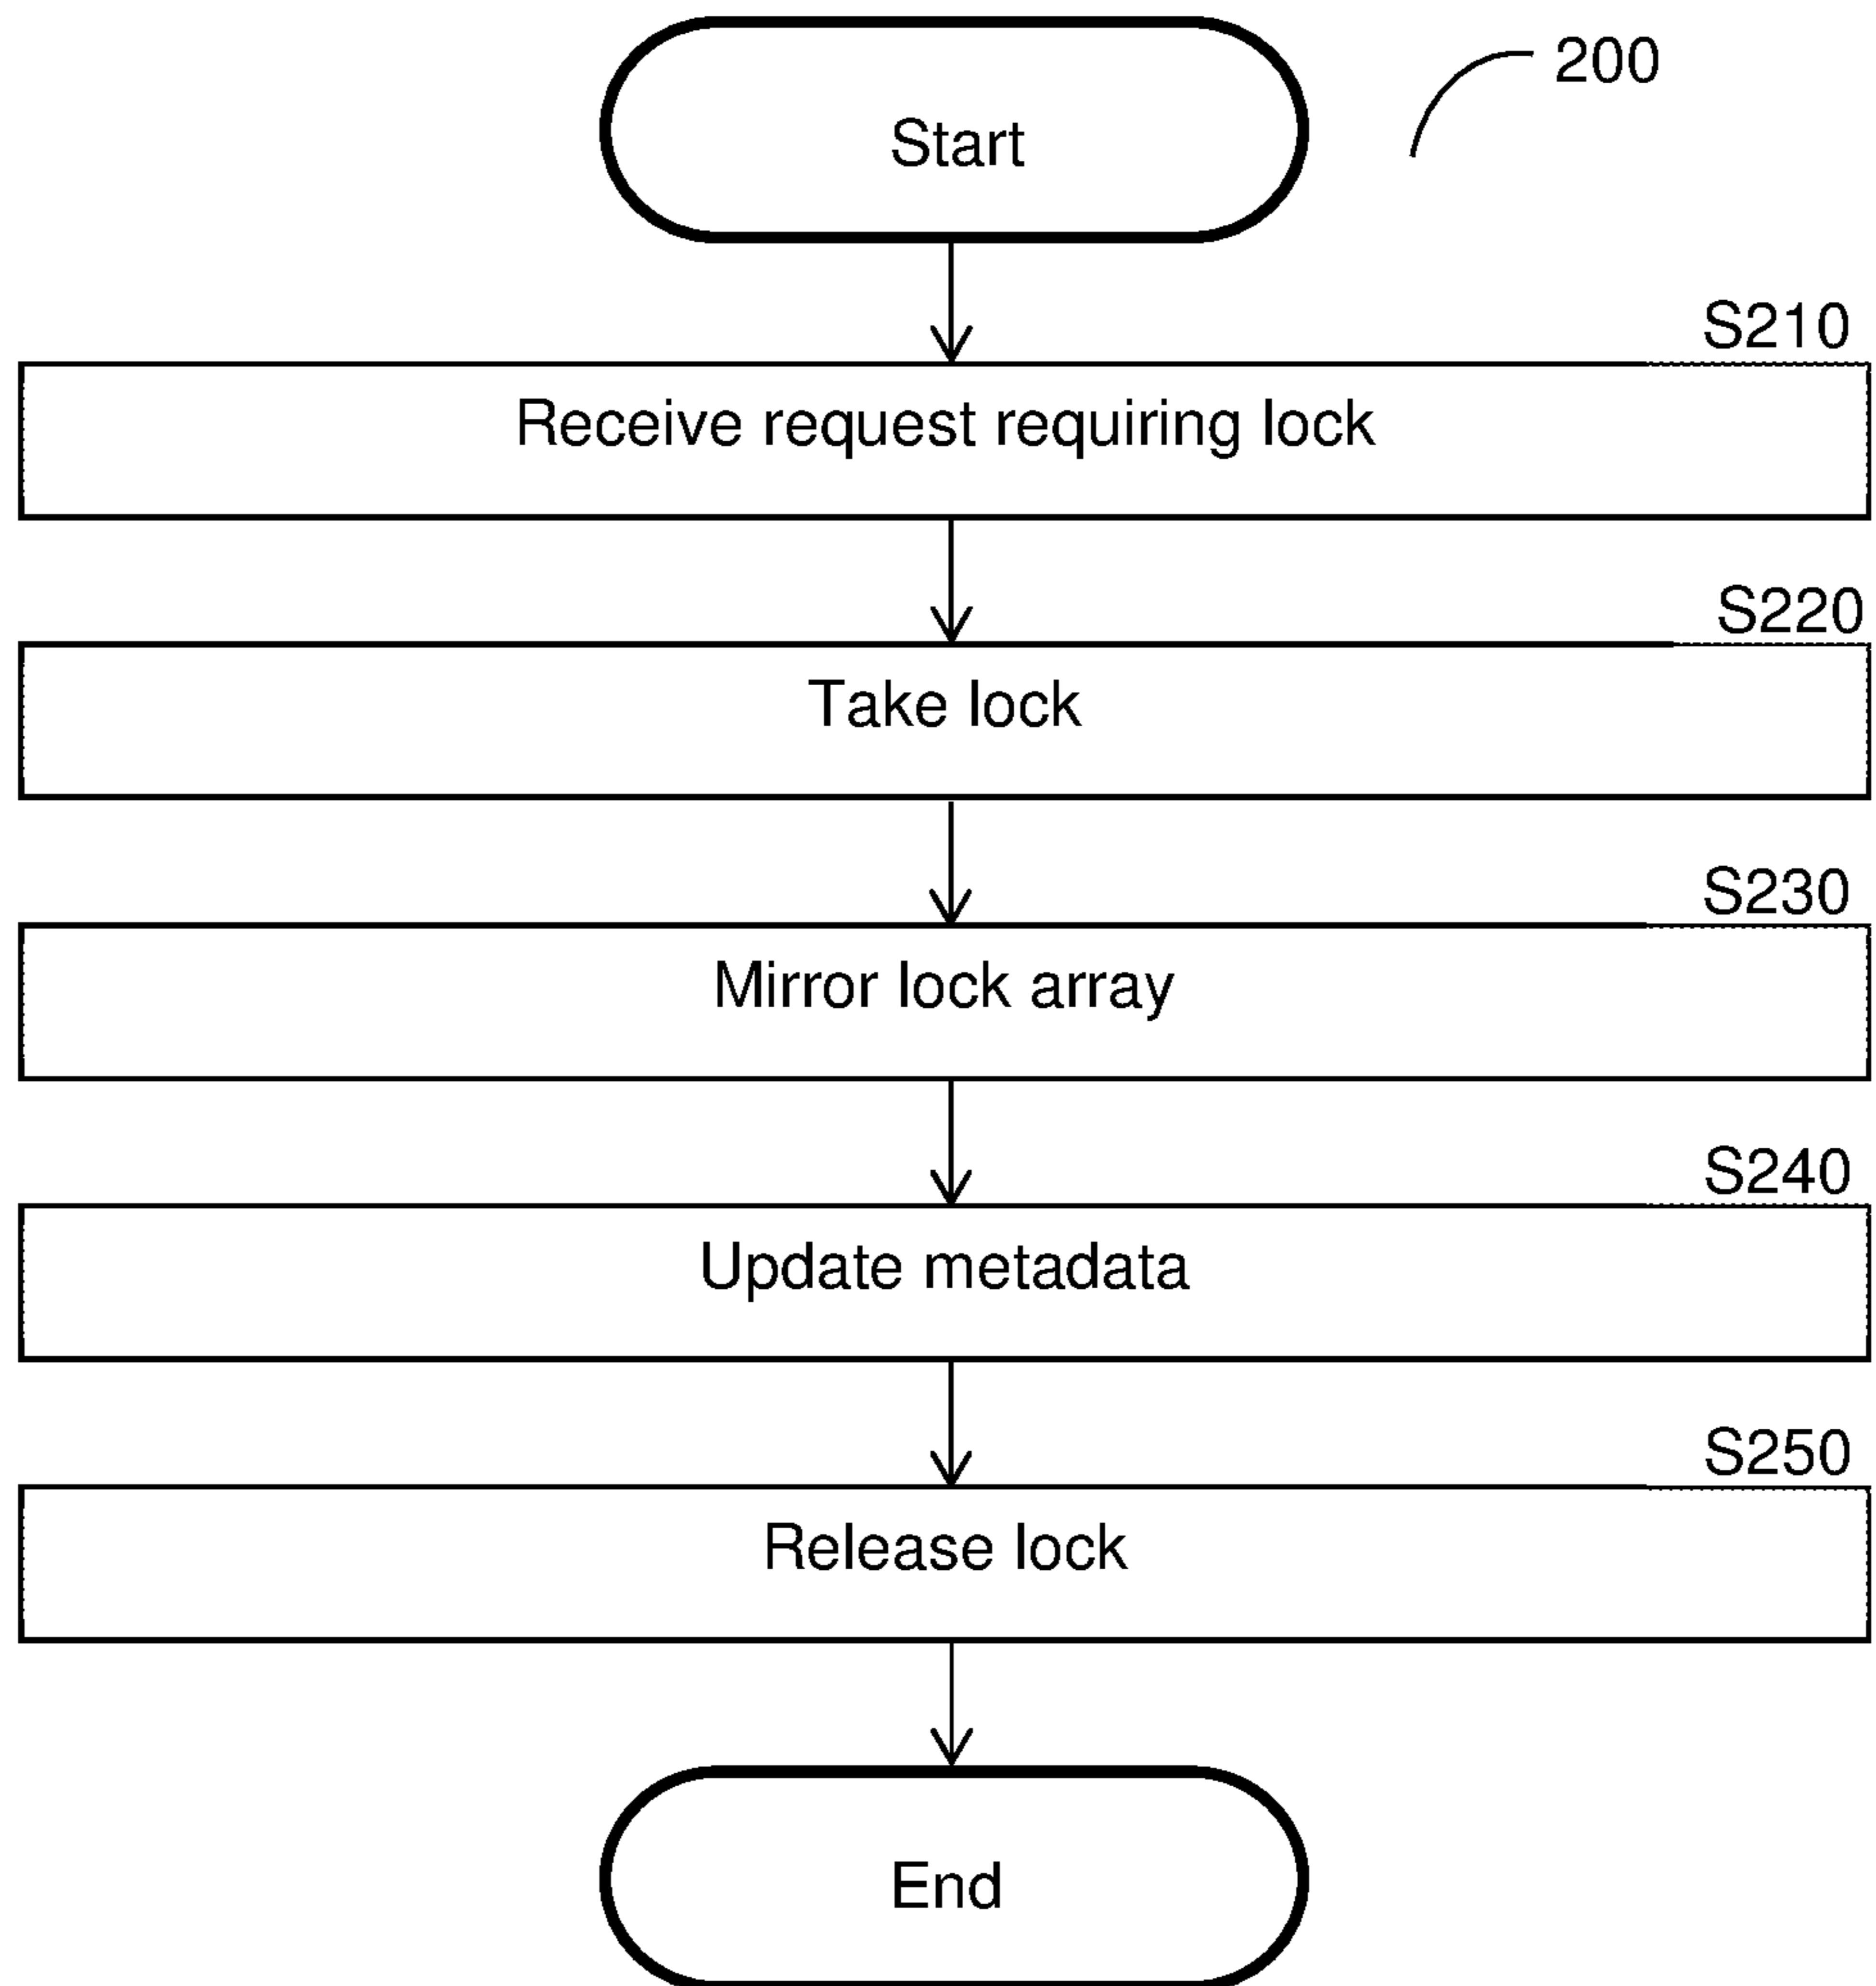 Start
200
S210
Receive request requiring lock
S220
Take lock
S230
Mirror lock array
S240
Update metadata
S250
Release lock
End